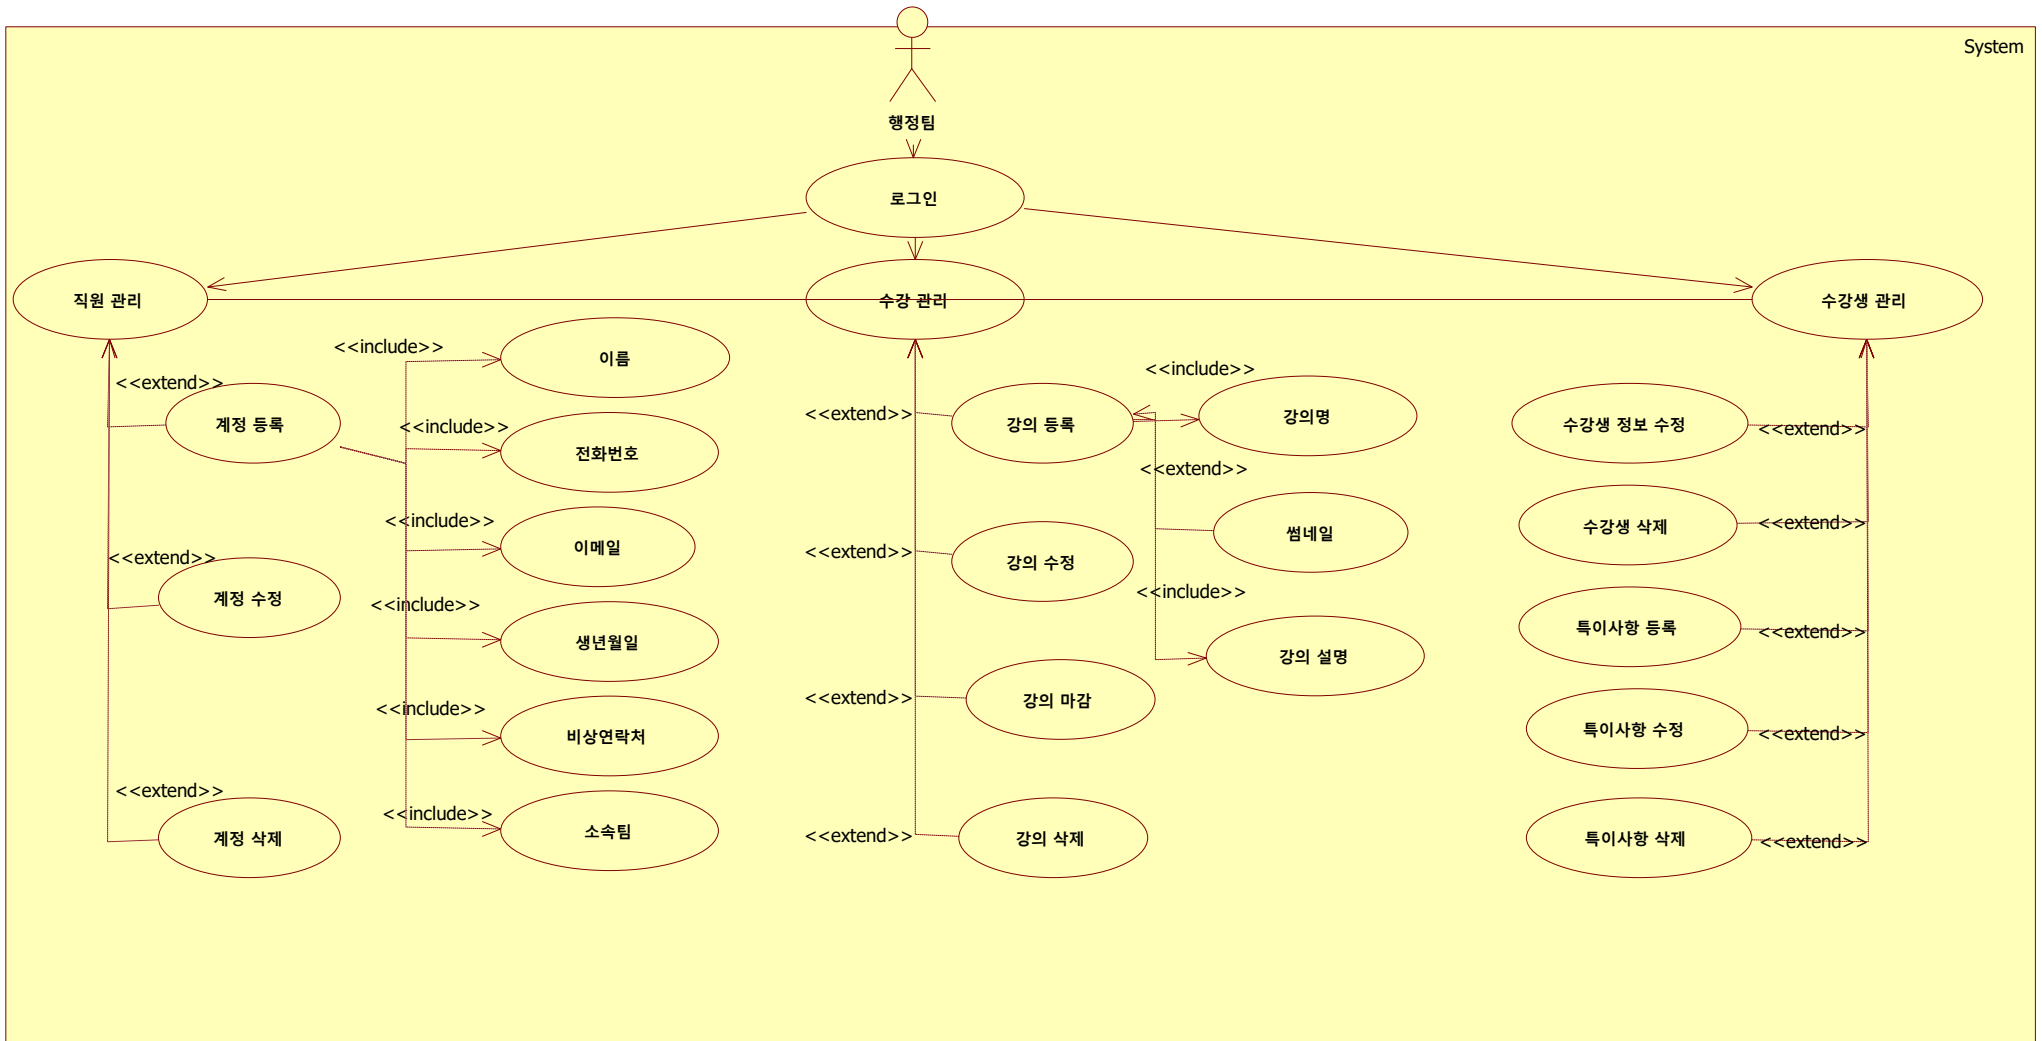 System
행정팀
로그인
직원 관리
수강 관리
수강생 관리
<<include>>
이름
<<extend>>
계정 등록
<<include>>
전화번호
<<include>>
이메일
<<extend>>
계정 수정
<<include>>
생년월일
<<include>>
비상연락처
<<extend>>
계정 삭제
<<include>>
소속팀
<<extend>>
강의 등록
<<include>>
강의명
<<extend>>
썸네일
<<extend>>
강의 수정
<<include>>
강의 설명
<<extend>>
강의 마감
<<extend>>
강의 삭제
수강생 정보 수정
<<extend>>
수강생 삭제
<<extend>>
특이사항 등록
<<extend>>
특이사항 수정
<<extend>>
특이사항 삭제
<<extend>>